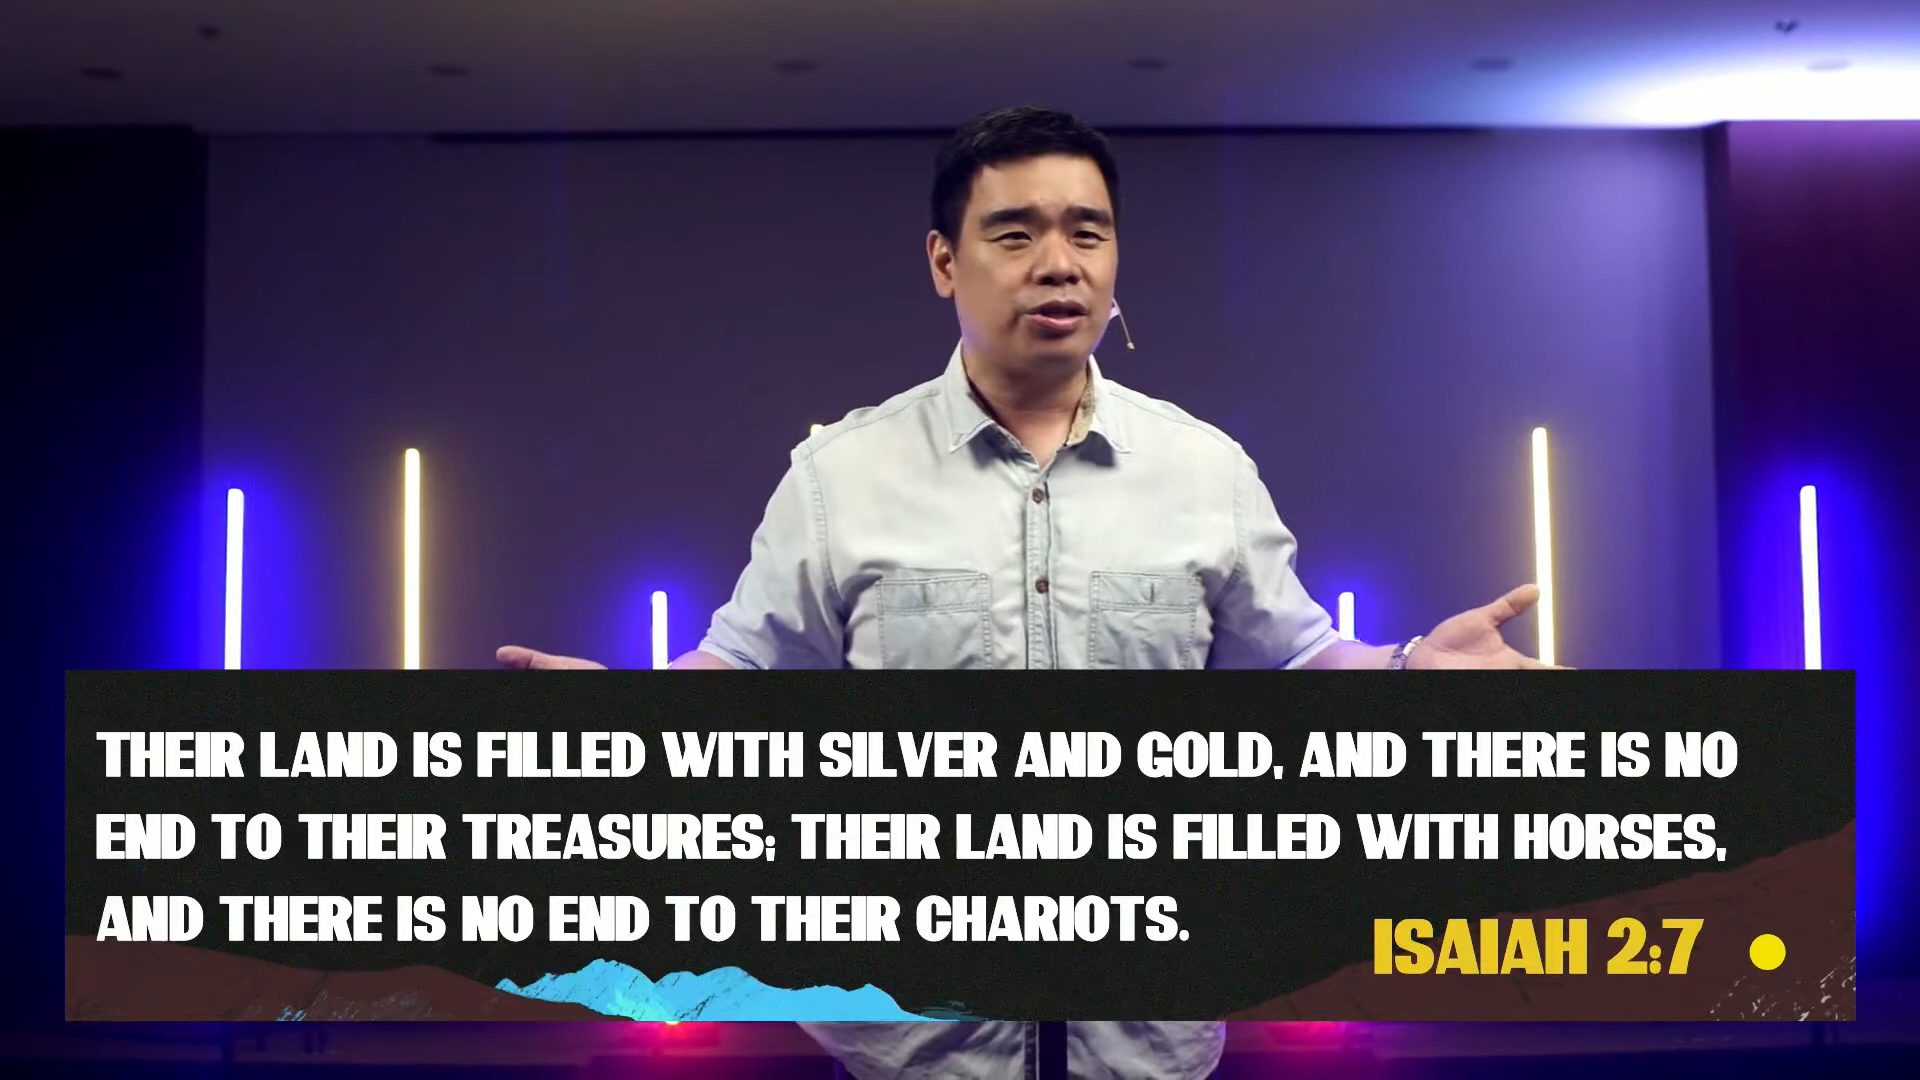 THEIR LAND IS FILLED WITH SILVER AND GOLD, AND THERE IS NO
END TO THEIR TREASURES; THEIR LAND IS FILLED WITH HORSES,
AND THERE IS NO END TO THEIR CHARIOTS.
ISAIAH 2:7